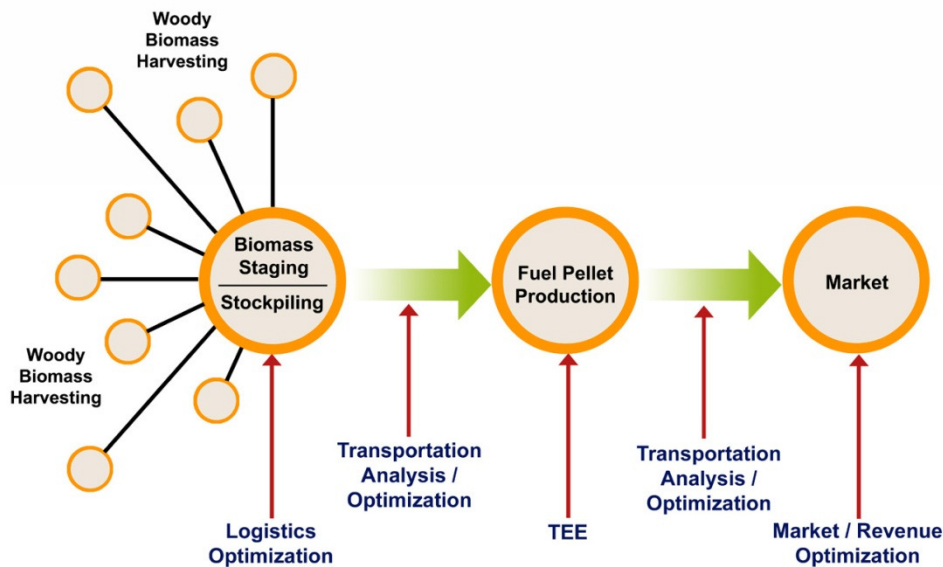 Woody
Biomass
Harvesting
Biomass
Staging
Stockpiling
Fuel Pellet
Production
Market
Woody
Biomass
Harvesting
Transportation
Analysis /
Optimization
Transportation
Analysis /
Optimization
Logistics
Optimization
TEE
Market / Revenue
Optimization